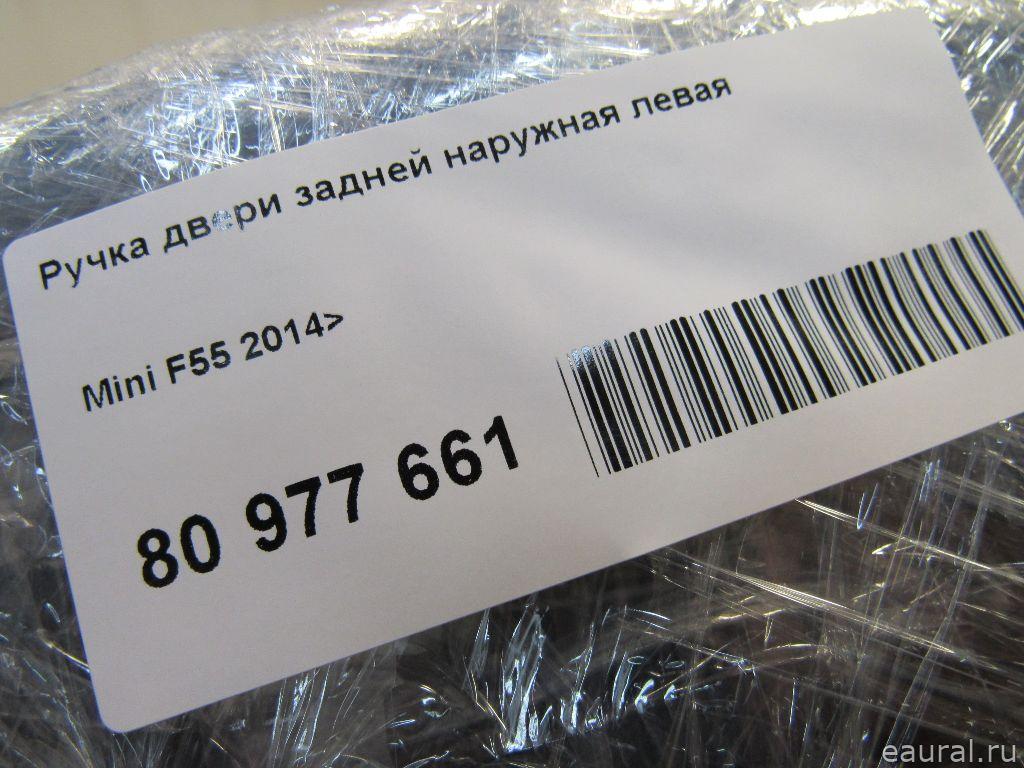 Ручка двери задней наружная левая
Mini F55 2014>
80 977 661
eaural.ru